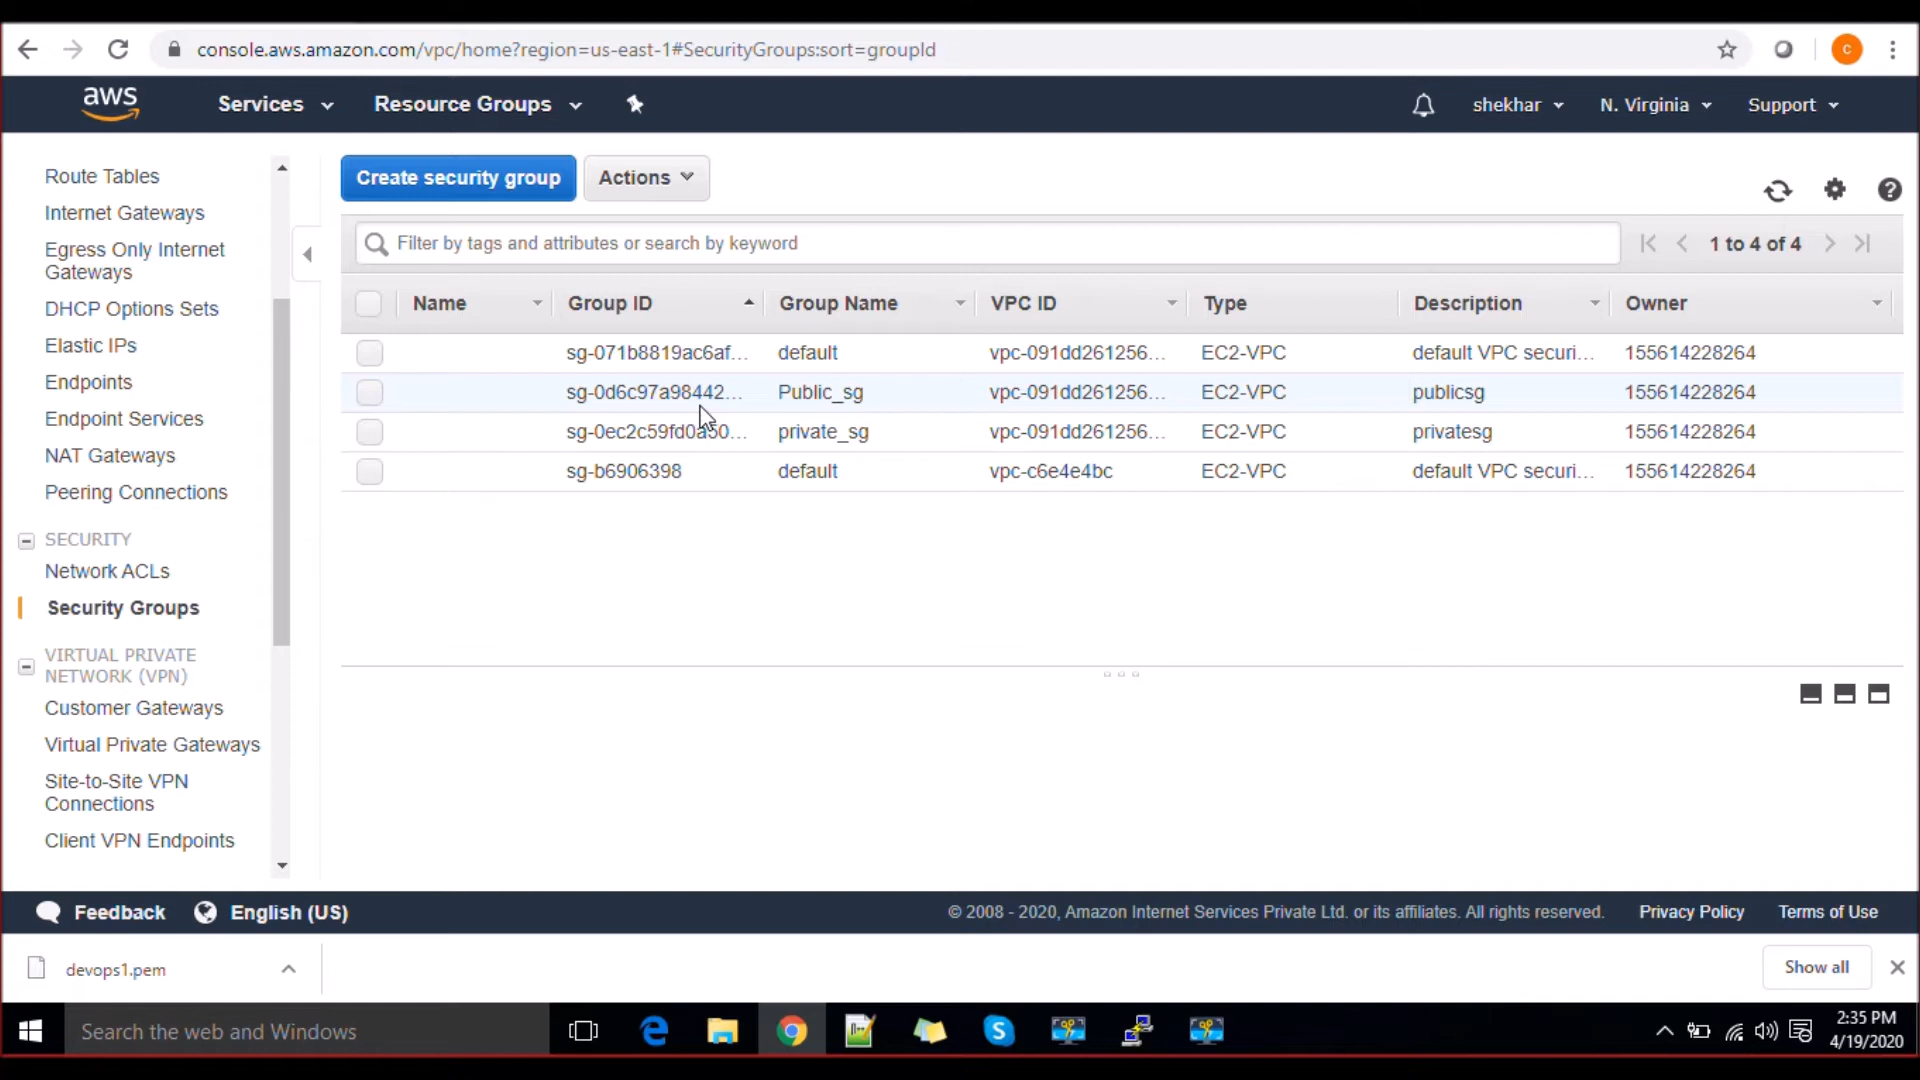 console.aws.amazon.com/vpc/home?region=us-east-1#SecurityGroups:sort=groupId
C
aws
Services
Resource Groups
shekhar
N. Virginia
Support
Route Tables
Internet Gateways
Egress Only Internet
Gateways
DHCP Options Sets
Elastic IPs
Endpoints
Endpoint Services
NAT Gateways
Peering Connections
SECURITY
Network ACLs
Security Groups
VIRTUAL PRIVATE
NETWORK (VPN)
Customer Gateways
Virtual Private Gateways
Site-to-Site VPN
Connections
Client VPN Endpoints
Create security group
Actions
Filter by tags and attributes or search by keyword
1 to 4 of 4
Name Group ID Group Name VPC ID Type Description Owner
sg-071b8819ac6af... default vpc-091dd261256... EC2-VPC default VPC securi... 155614228264
sg-0d6c97a98442... Public_sg vpc-091dd261256... EC2-VPC publicsg 155614228264
sg-0ec2c59fd0a50... private_sg vpc-091dd261256... EC2-VPC privatesg 155614228264
sg-b6906398 default vpc-c6e4e4bc EC2-VPC default VPC securi... 155614228264
Feedback
English (US)
© 2008 - 2020, Amazon Internet Services Private Ltd. or its affiliates. All rights reserved.
Privacy Policy
Terms of Use
devops1.pem
Show all
Search the web and Windows
2:35 PM
4/19/2020